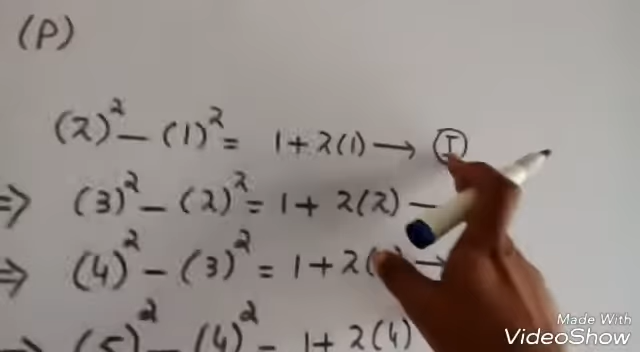 (P)
(2)² - (1)² = 1 + 2(1) → Ⓘ
⇒ (3)² - (2)² = 1 + 2(2) -
⇒ (4)² - (3)² = 1 + 2( ) →
⇒ (5)² - (4)² - 1 + 2(4)
Made With
VideoShow